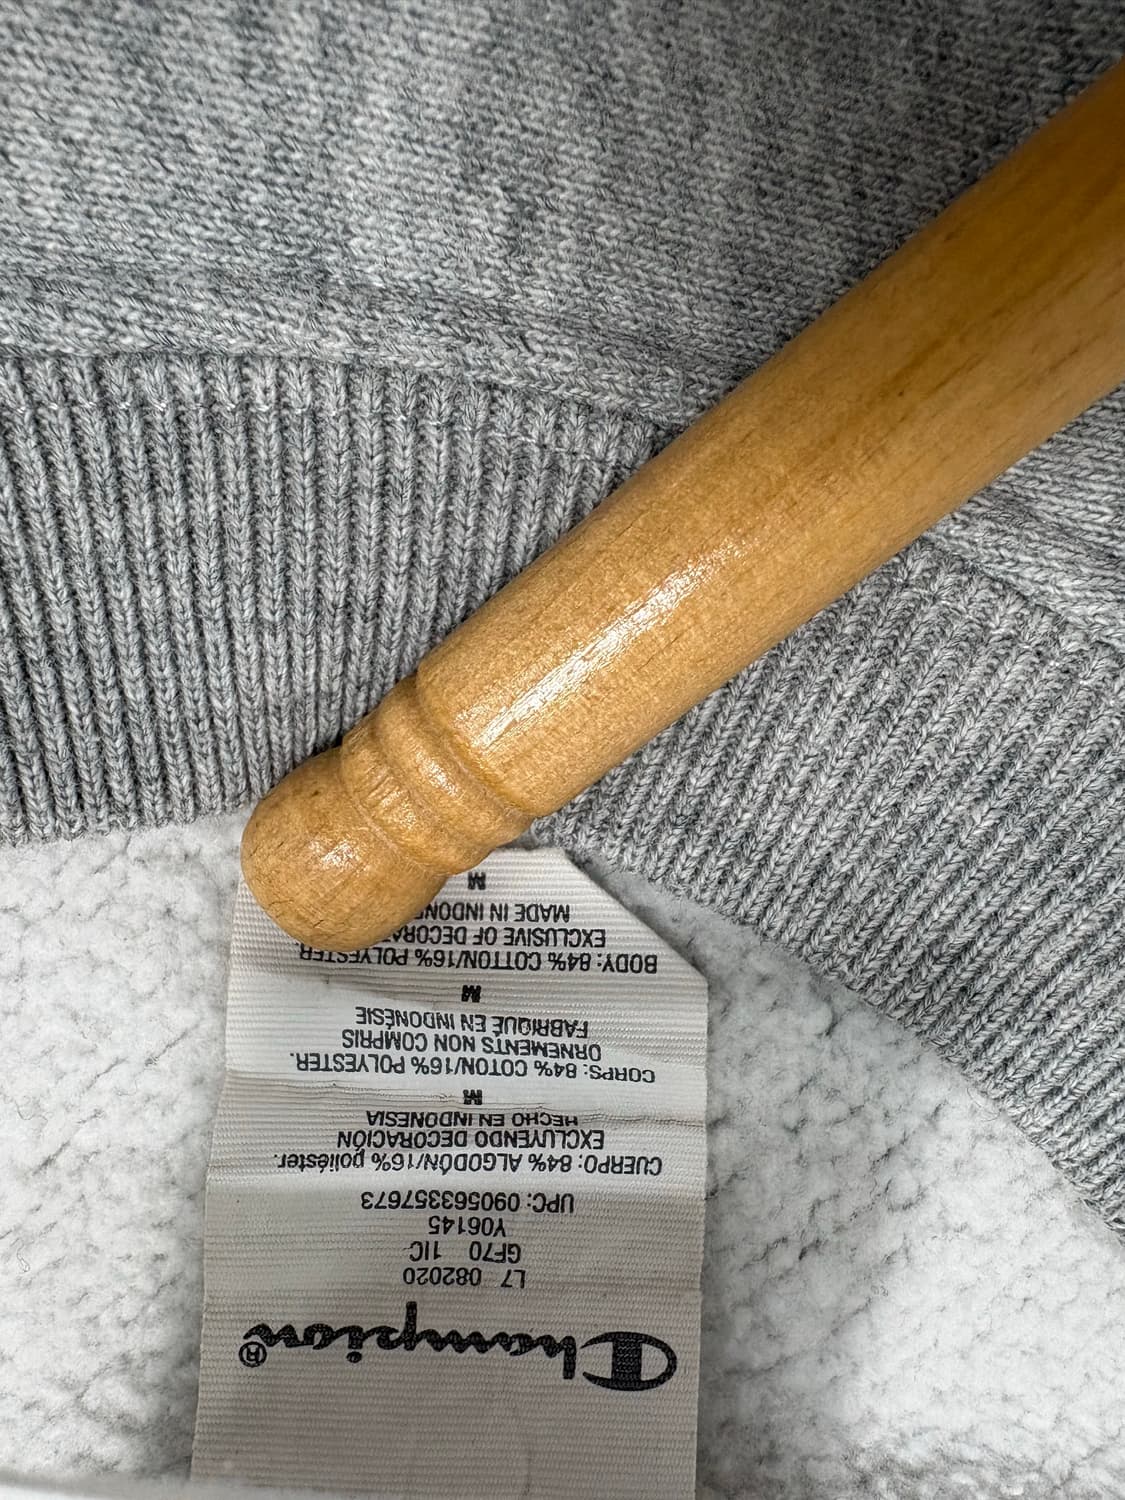 Champion®
L7 082020
GF70 1IC
Y06145
UPC: 090563357673
CUERPO: 84% ALGODÓN/16% poliéster.
EXCLUYENDO DECORACIÓN
HECHO EN INDONESIA
M
CORPS: 84% COTON/16% POLYESTER.
ORNEMENTS NON COMPRIS
FABRIQUÉ EN INDONÉSIE
M
BODY: 84% COTTON/16% POLYESTER.
EXCLUSIVE OF
MADE IN
M